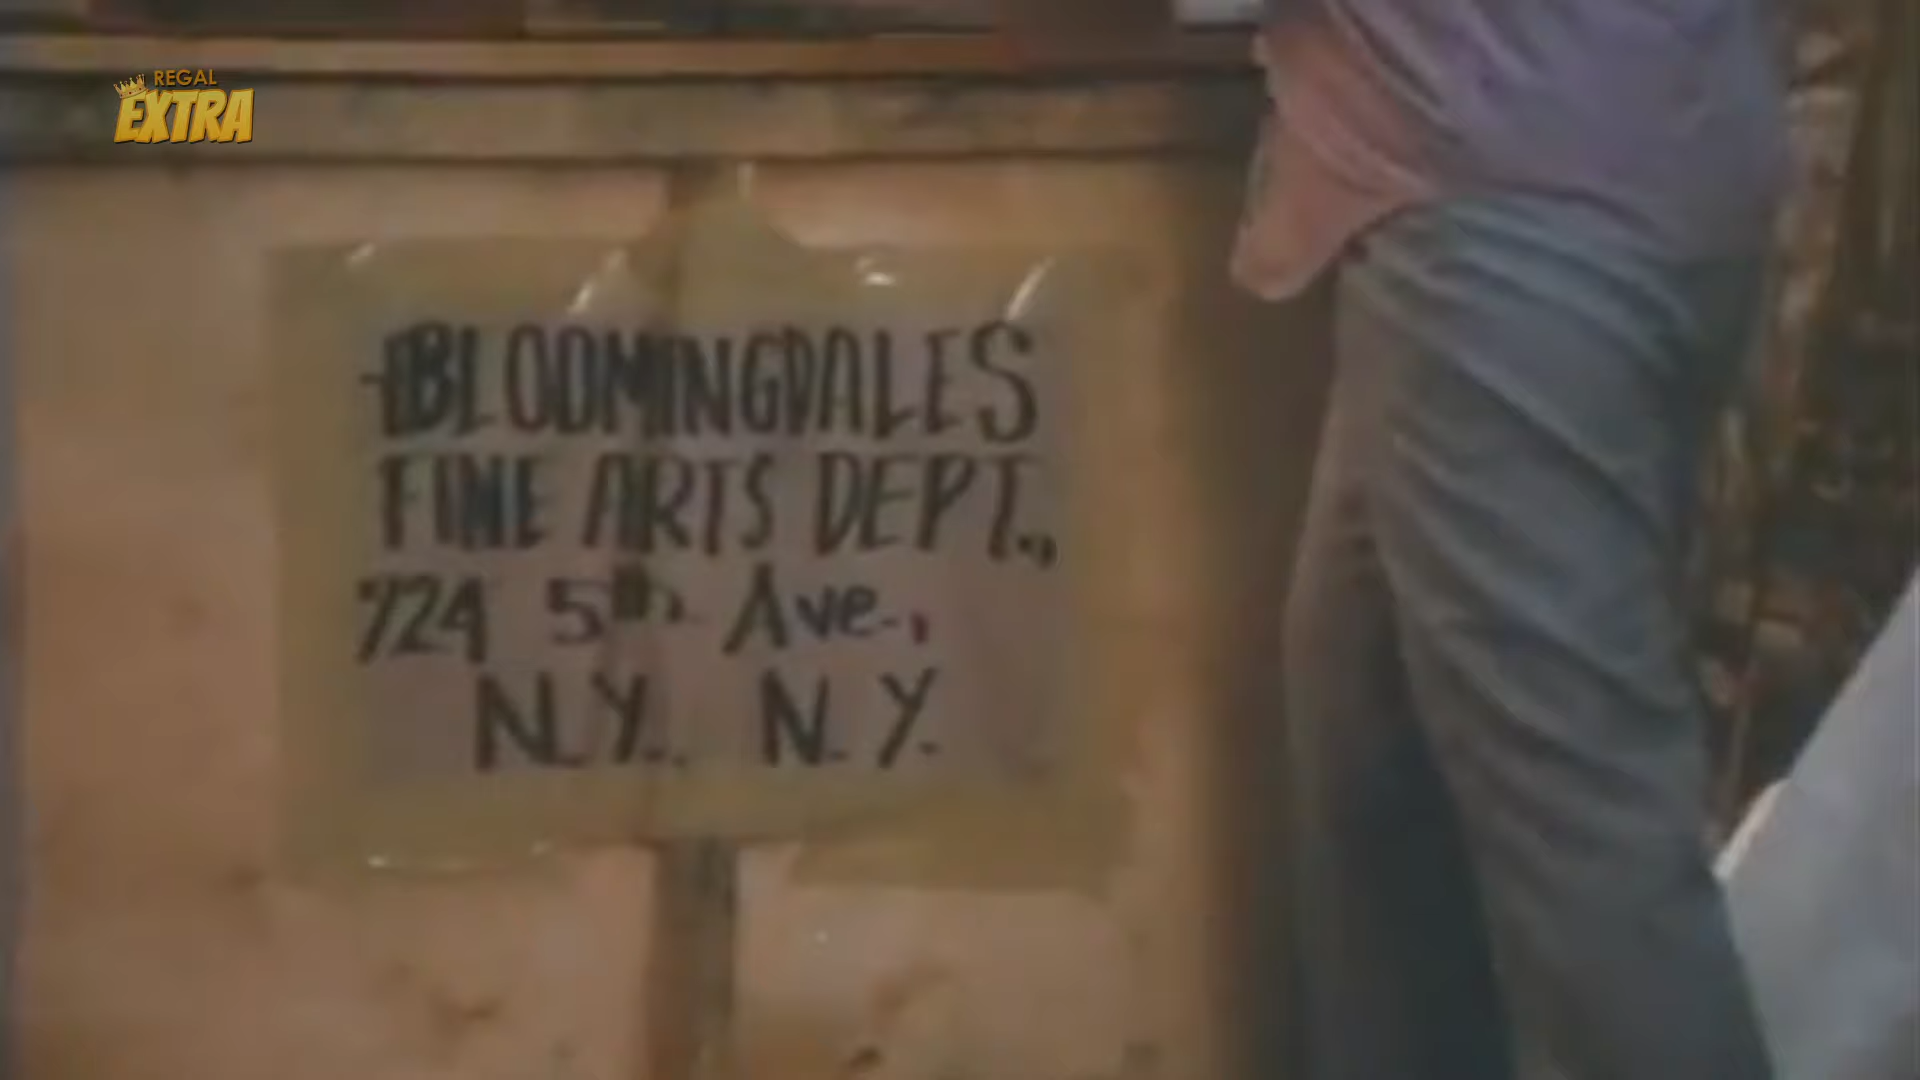 REGAL
EXTRA
BLOOMINGDALES
FINE ARTS DEPT.,
724 5th Ave.,
N.Y., N.Y.